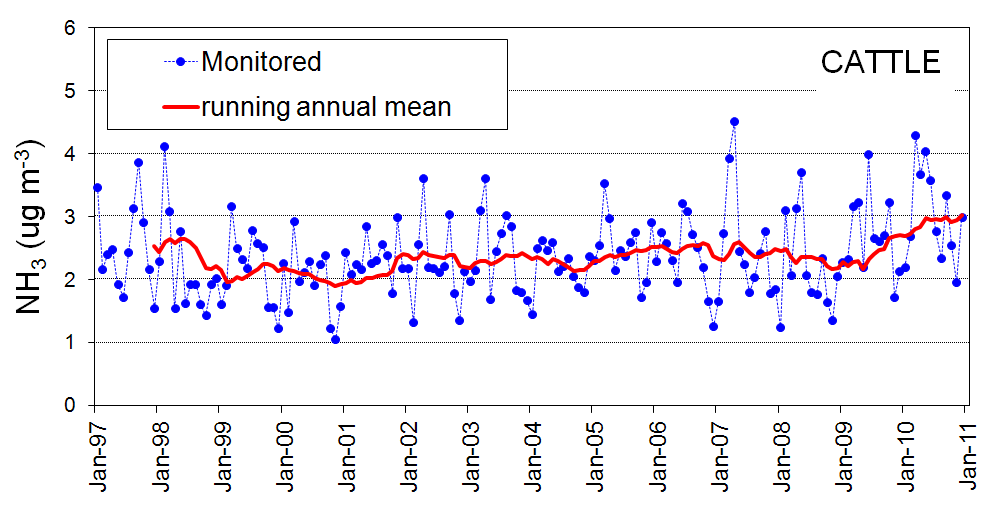 CATTLE
Monitored
running annual mean
NH3 (ug m-3)
6
5
4
3
2
1
0
Jan-97
Jan-98
Jan-99
Jan-00
Jan-01
Jan-02
Jan-03
Jan-04
Jan-05
Jan-06
Jan-07
Jan-08
Jan-09
Jan-10
Jan-11